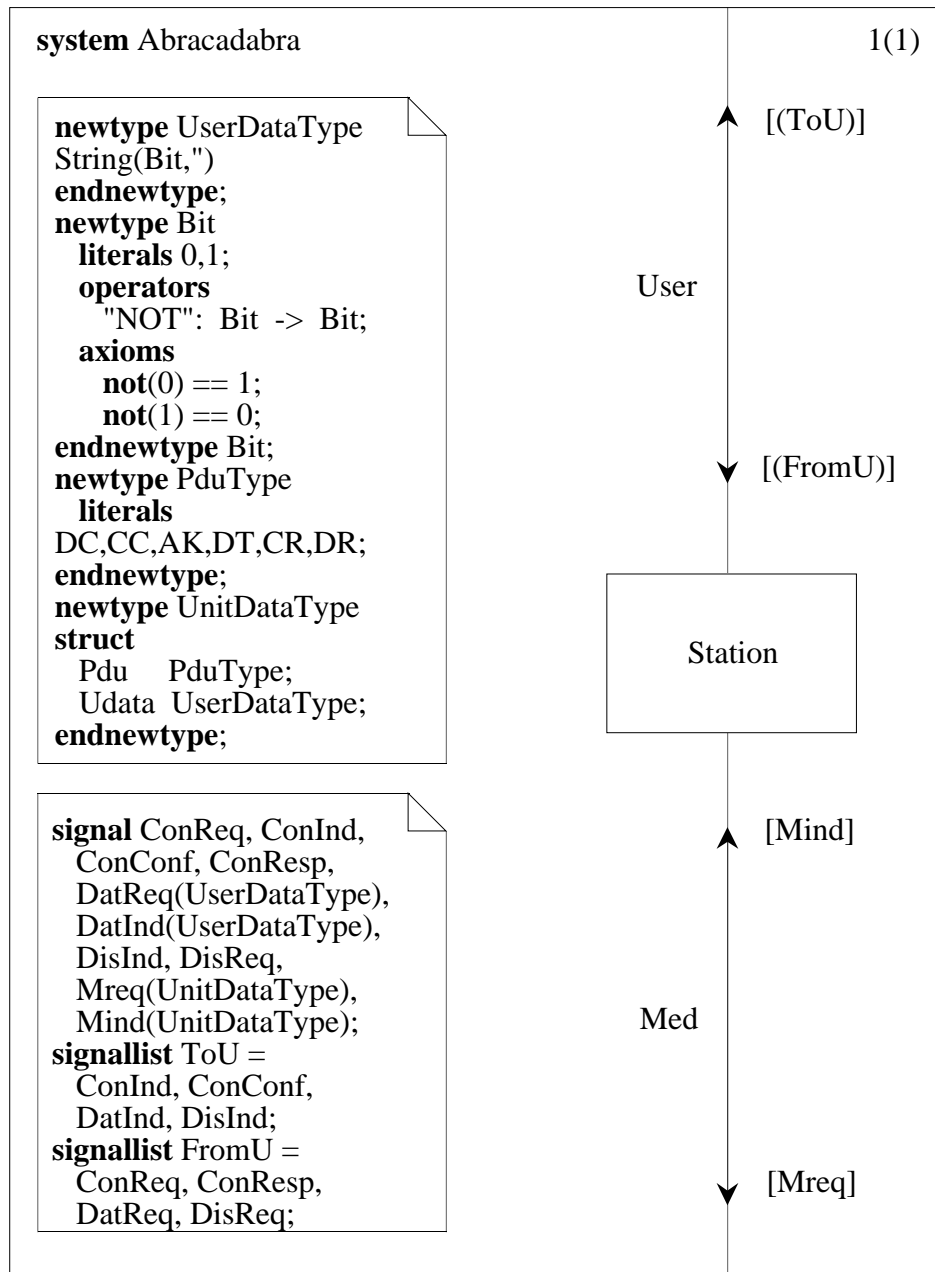 system Abracadabra
1(1)
newtype UserDataType
String(Bit,")
endnewtype;
newtype Bit
literals 0,1;
operators
"NOT": Bit -> Bit;
axioms
not(0) == 1;
not(1) == 0;
endnewtype Bit;
newtype PduType
literals
DC,CC,AK,DT,CR,DR;
endnewtype;
newtype UnitDataType
struct
Pdu PduType;
Udata UserDataType;
endnewtype;
signal ConReq, ConInd,
ConConf, ConResp,
DatReq(UserDataType),
DatInd(UserDataType),
DisInd, DisReq,
Mreq(UnitDataType),
Mind(UnitDataType);
signallist ToU =
ConInd, ConConf,
DatInd, DisInd;
signallist FromU =
ConReq, ConResp,
DatReq, DisReq;
[(ToU)]
User
[(FromU)]
Station
[Mind]
Med
[Mreq]